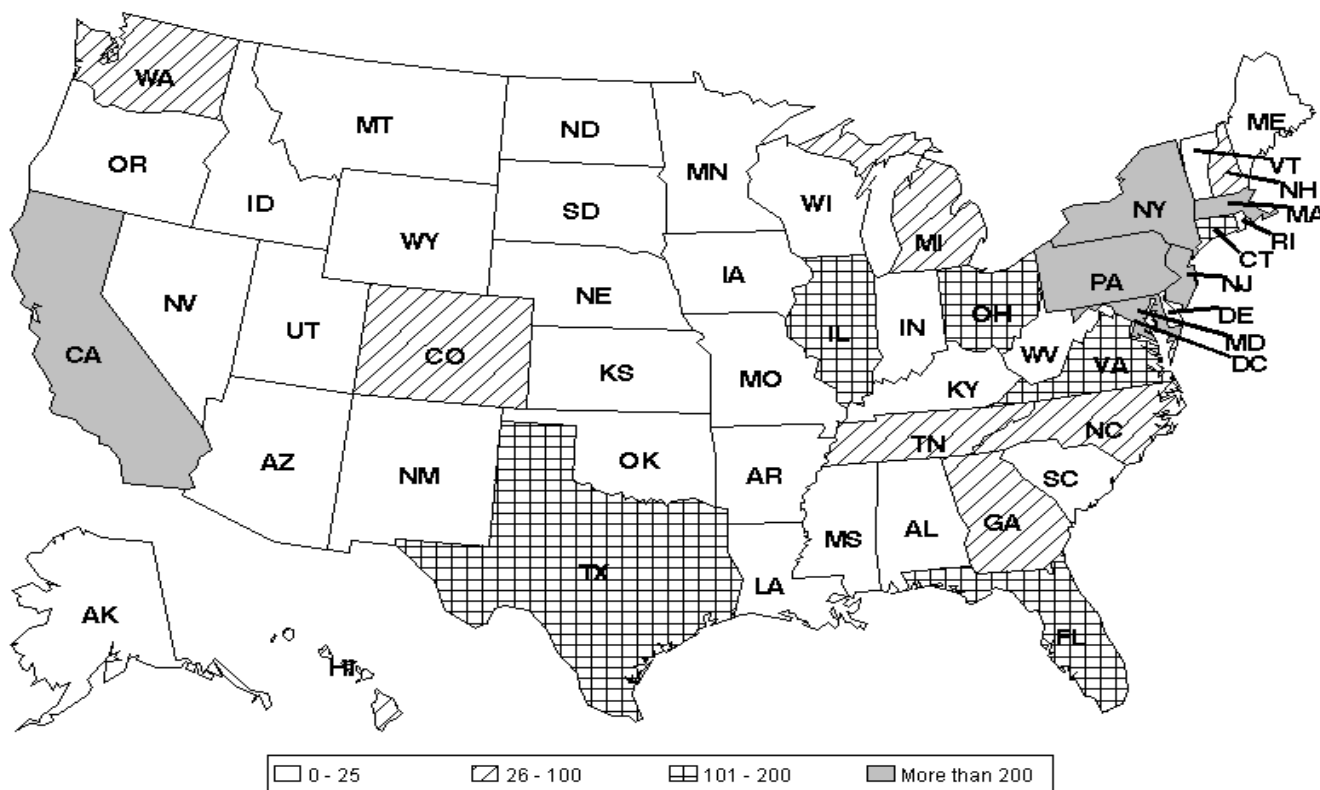 WA
MT
ND
ME
MN
VT
OR
NH
ID
SD
WI
NY
MA
WY
MI
RI
CT
IA
PA
NJ
NE
NV
UT
IL
IN
OH
DE
CA
CO
WV
MD
DC
VA
KS
MO
KY
TN
NC
AZ
OK
NM
AR
SC
GA
MS
AL
TX
LA
AK
FL
HI
0 - 25
26 - 100
101 - 200
More than 200